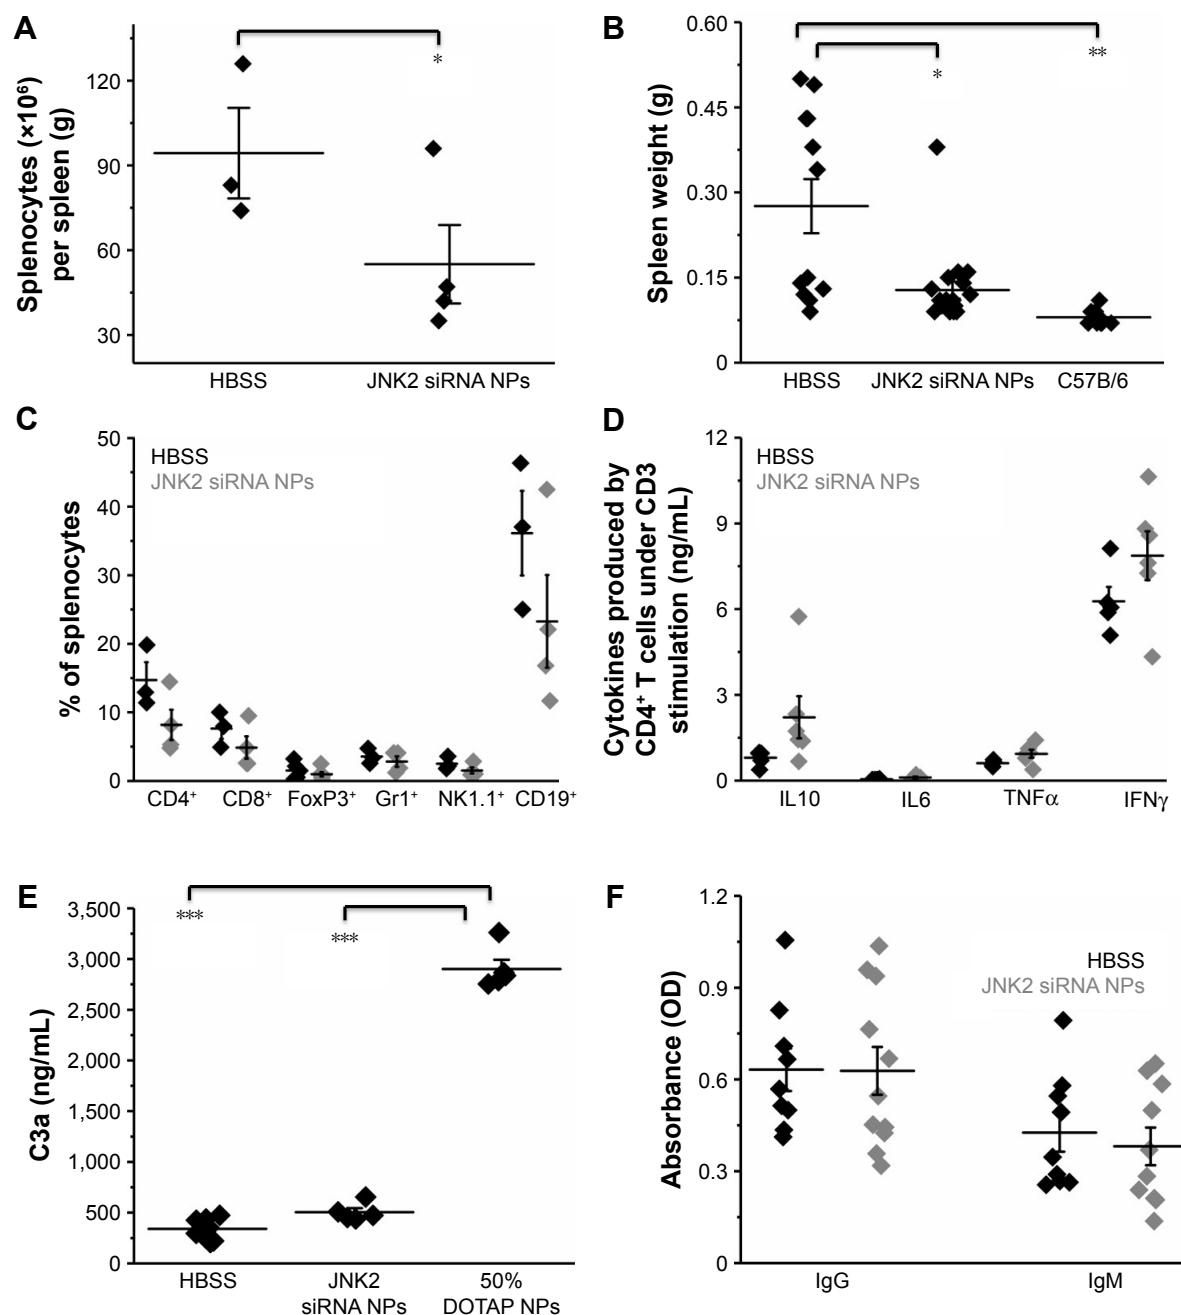 A
Splenocytes (×10⁶)
per spleen (g)
120
90
60
30
*
HBSS
JNK2 siRNA NPs
B
Spleen weight (g)
0.60
0.45
0.30
0.15
0
*
**
HBSS
JNK2 siRNA NPs
C57B/6
C
% of splenocytes
50
40
30
20
10
0
HBSS
JNK2 siRNA NPs
CD4⁺
CD8⁺
FoxP3⁺
Gr1⁺
NK1.1⁺
CD19⁺
D
Cytokines produced by
CD4⁺ T cells under CD3
stimulation (ng/mL)
12
9
6
3
0
HBSS
JNK2 siRNA NPs
IL10
IL6
TNFα
IFNγ
E
C3a (ng/mL)
3,500
3,000
2,500
2,000
1,500
1,000
500
0
***
***
HBSS
JNK2
siRNA NPs
50%
DOTAP NPs
F
Absorbance (OD)
1.2
0.9
0.6
0.3
0
HBSS
JNK2 siRNA NPs
IgG
IgM